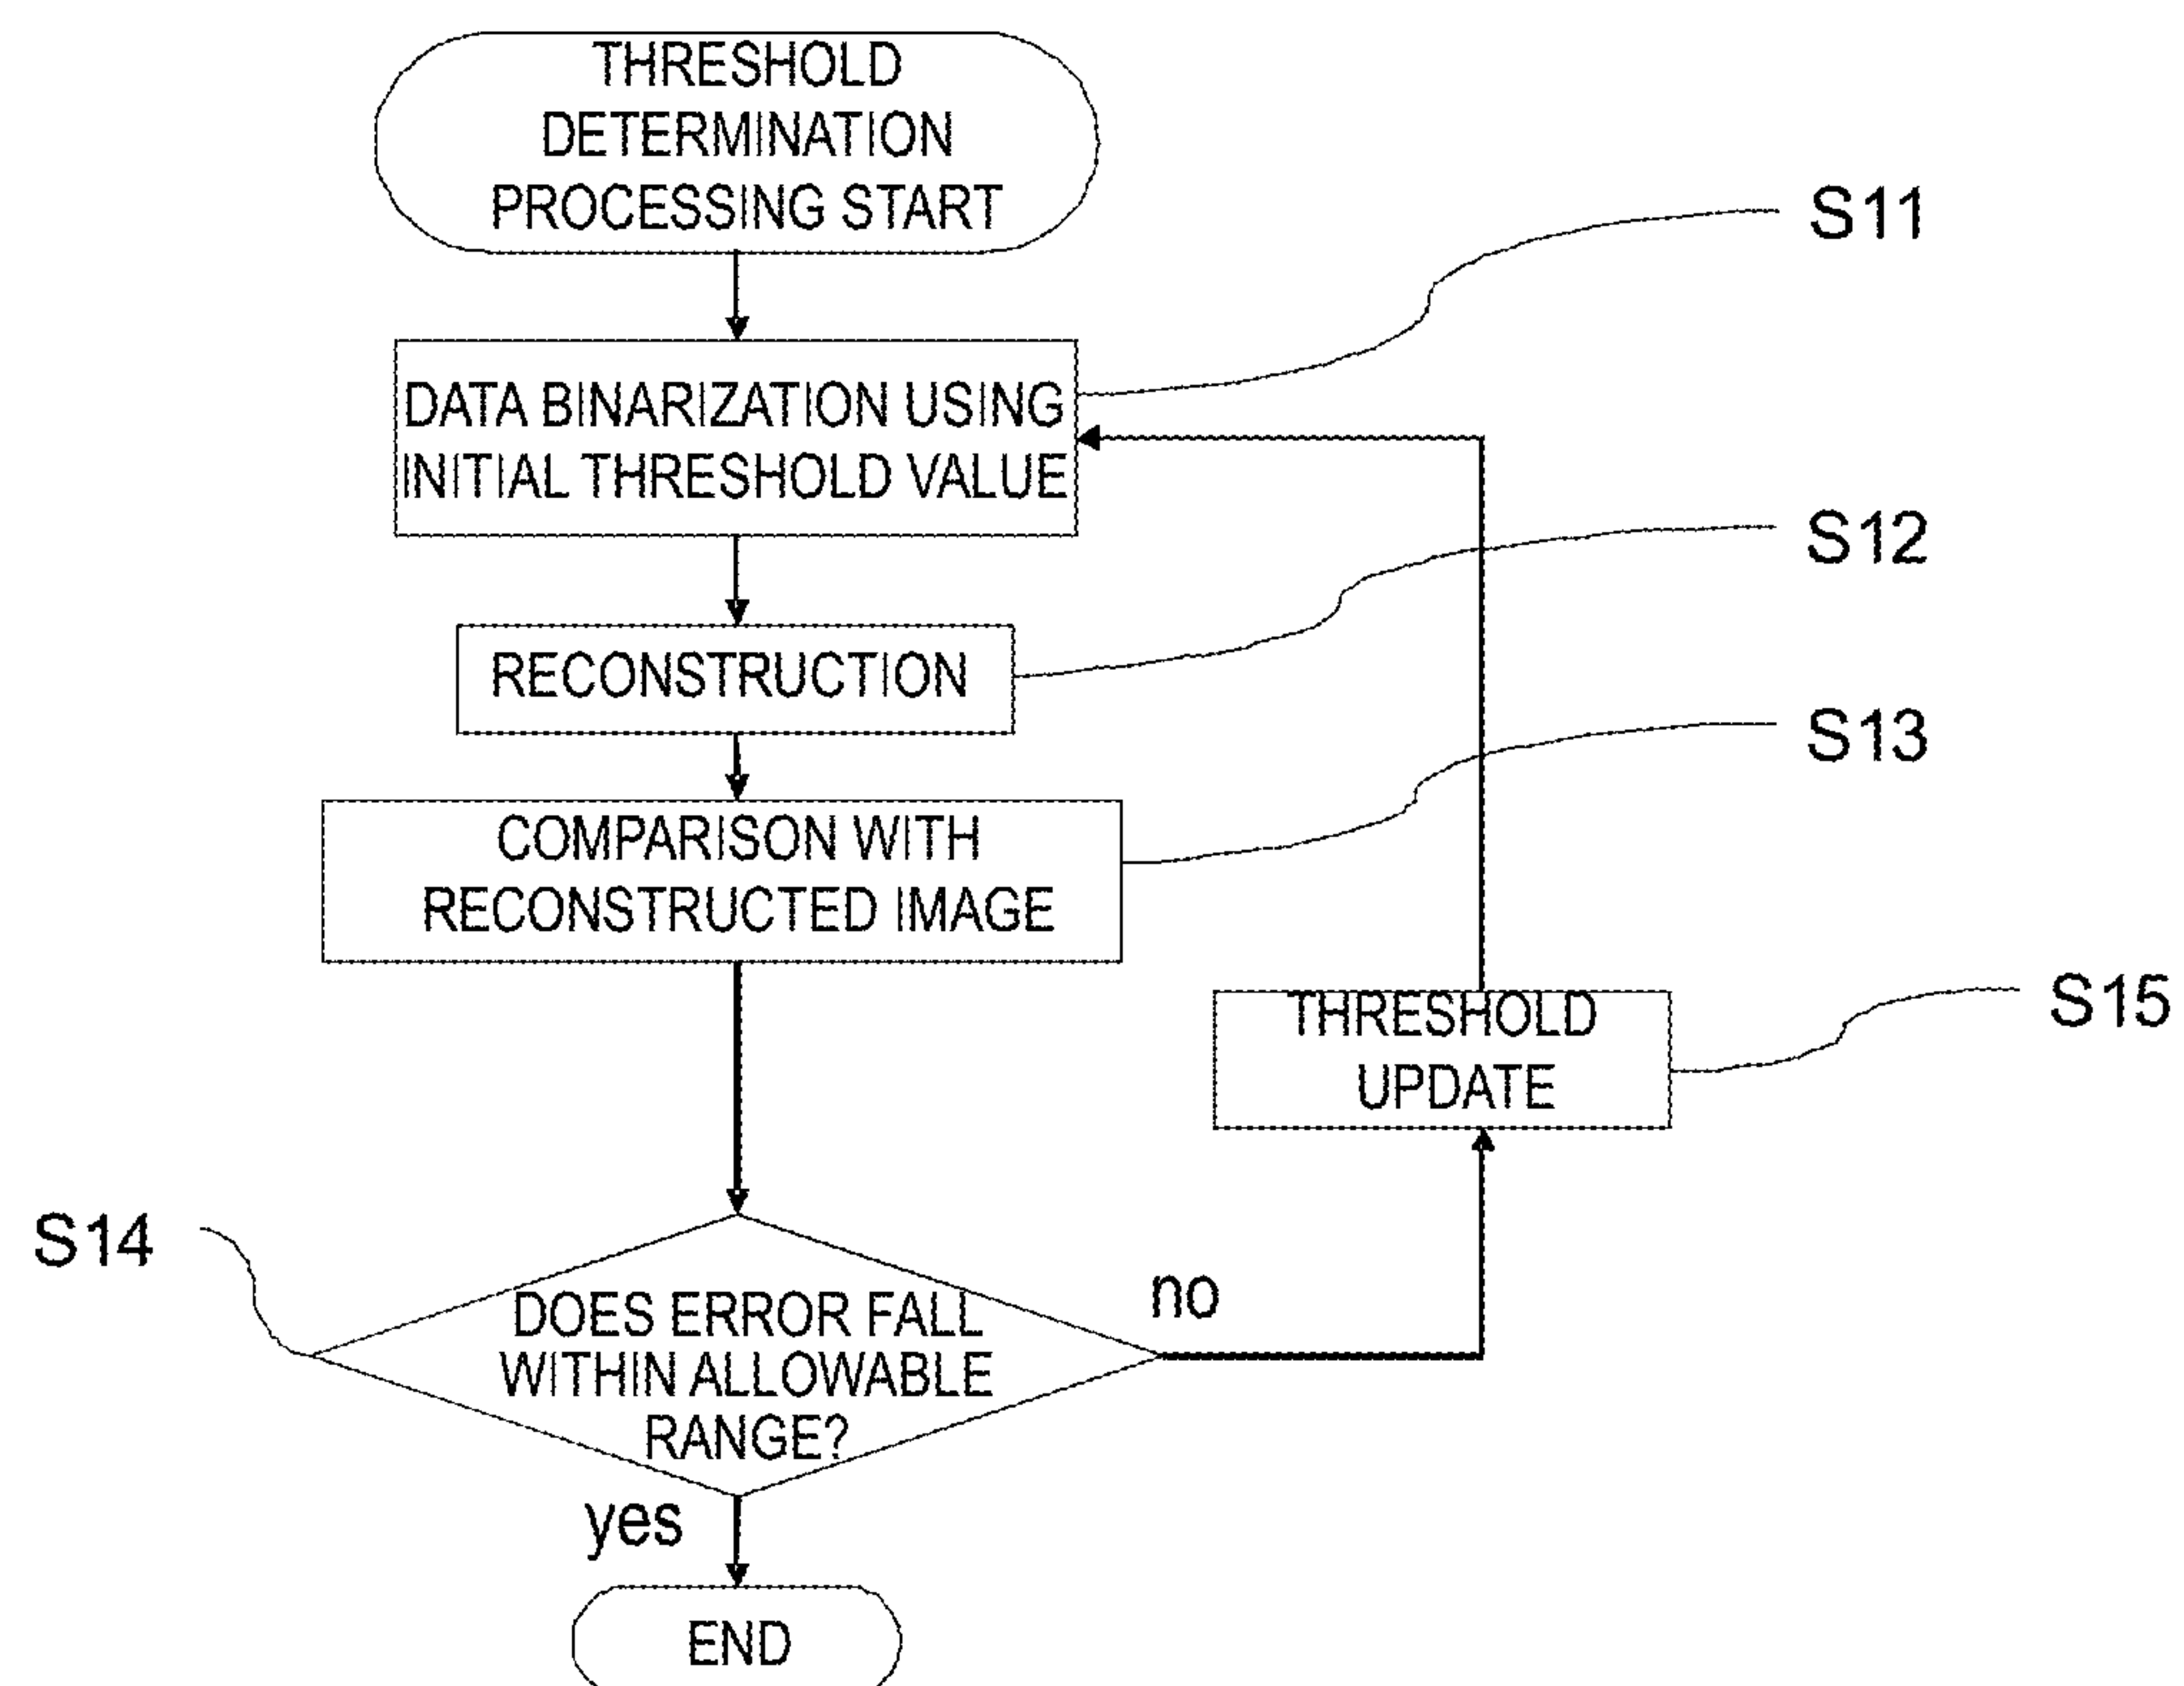 THRESHOLD
DETERMINATION
PROCESSING START
S11
DATA BINARIZATION USING
INITIAL THRESHOLD VALUE
S12
RECONSTRUCTION
S13
COMPARISON WITH
RECONSTRUCTED IMAGE
S15
THRESHOLD
UPDATE
S14
no
DOES ERROR FALL
WITHIN ALLOWABLE
RANGE?
yes
END